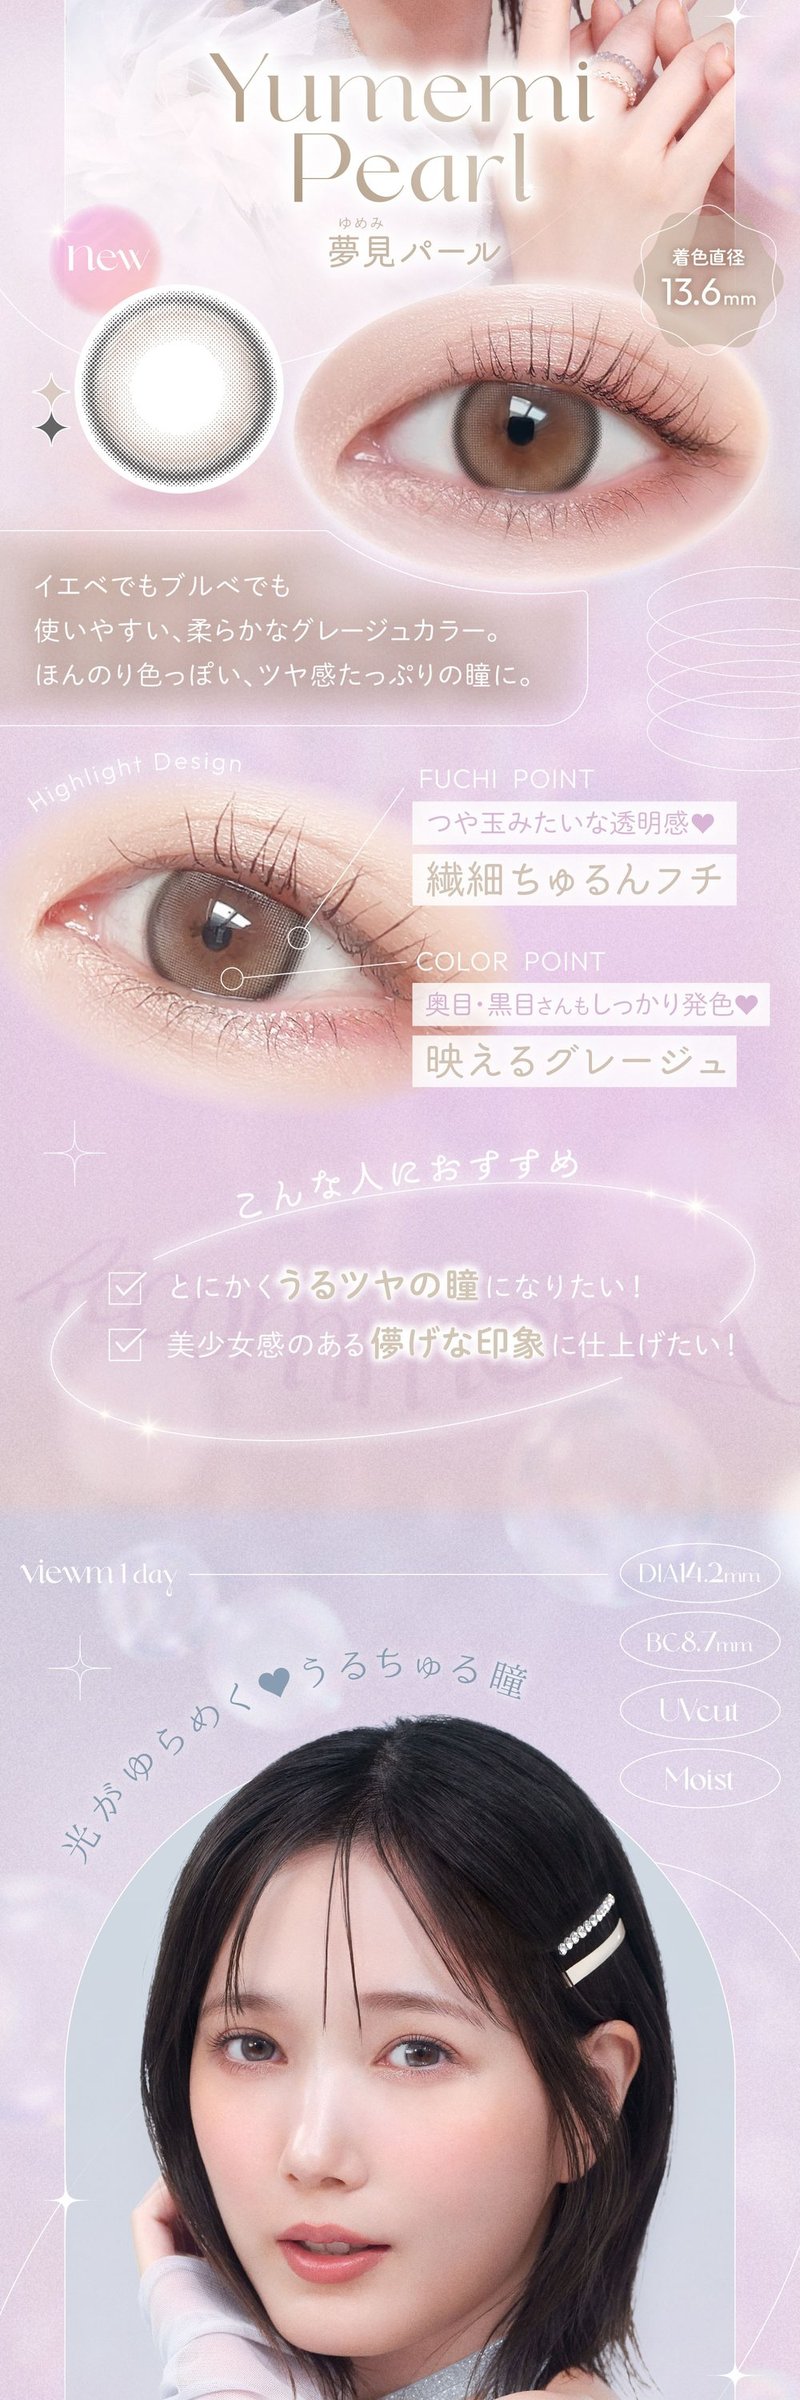 Yumemi
Pearl
ゆめみ
夢見パール
new
着色直径
13.6mm
イエベでもブルベでも
使いやすい、柔らかなグレージュカラー。
ほんのり色っぽい、ツヤ感たっぷりの瞳に。
Highlight Design
FUCHI POINT
つや玉みたいな透明感♥
繊細ちゅるんフチ
COLOR POINT
奥目・黒目さんもしっかり発色♥
映えるグレージュ
こんな人におすすめ
とにかくうるツヤの瞳になりたい！
美少女感のある儚げな印象に仕上げたい！
viewm 1 day
DIA14.2mm
BC8.7mm
UVcut
Moist
光がゆらめく♥うるちゅる瞳